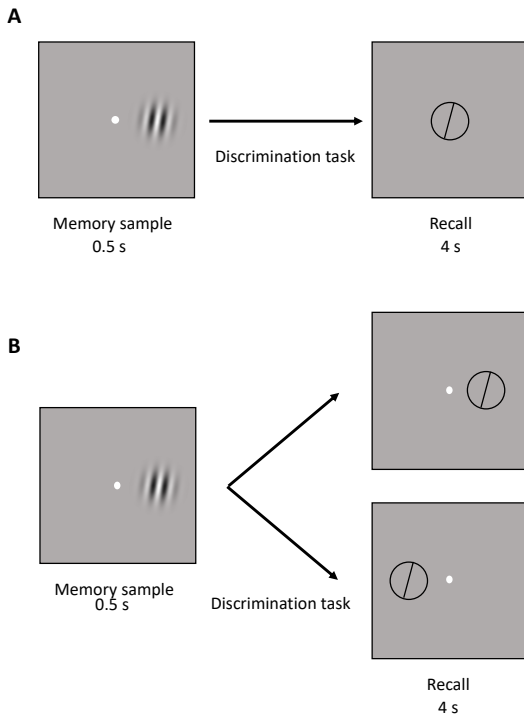 A
Discrimination task
Memory sample
0.5 s
Recall
4 s
B
Memory sample
0.5 s
Discrimination task
Recall
4 s